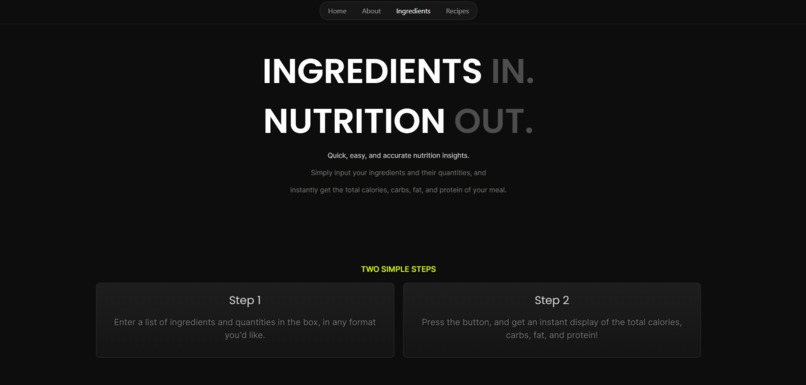 Home About Ingredients Recipes
INGREDIENTS IN.
NUTRITION OUT.
Quick, easy, and accurate nutrition insights.
Simply input your ingredients and their quantities, and
instantly get the total calories, carbs, fat, and protein of your meal.
TWO SIMPLE STEPS
Step 1
Enter a list of ingredients and quantities in the box, in any format
you'd like.
Step 2
Press the button, and get an instant display of the total calories,
carbs, fat, and protein!